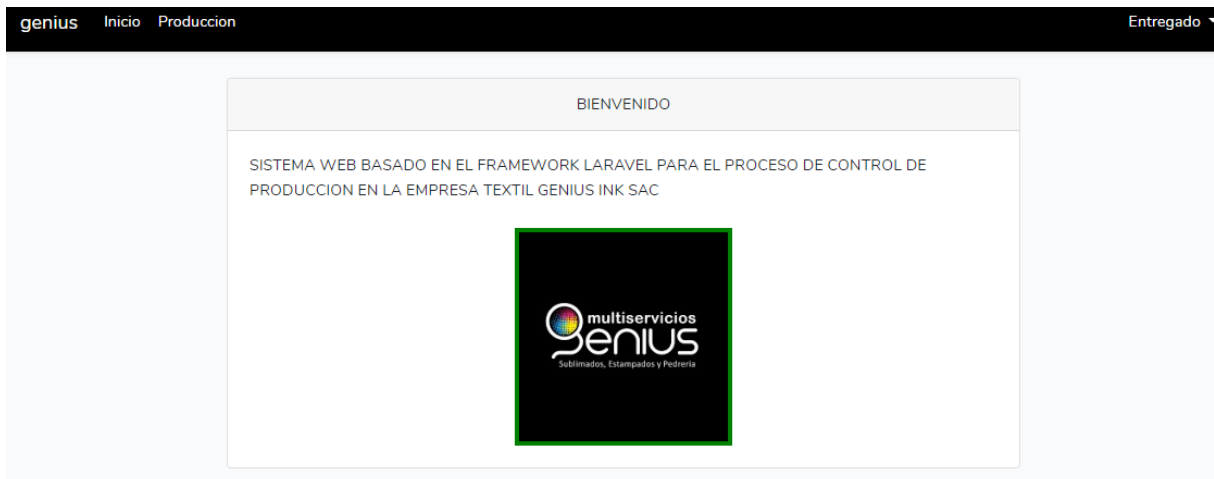 genius Inicio Produccion Entregado
BIENVENIDO
SISTEMA WEB BASADO EN EL FRAMEWORK LARAVEL PARA EL PROCESO DE CONTROL DE
PRODUCCION EN LA EMPRESA TEXTIL GENIUS INK SAC
multiservicios
genius
Sublimados, Estampados y Pedreria